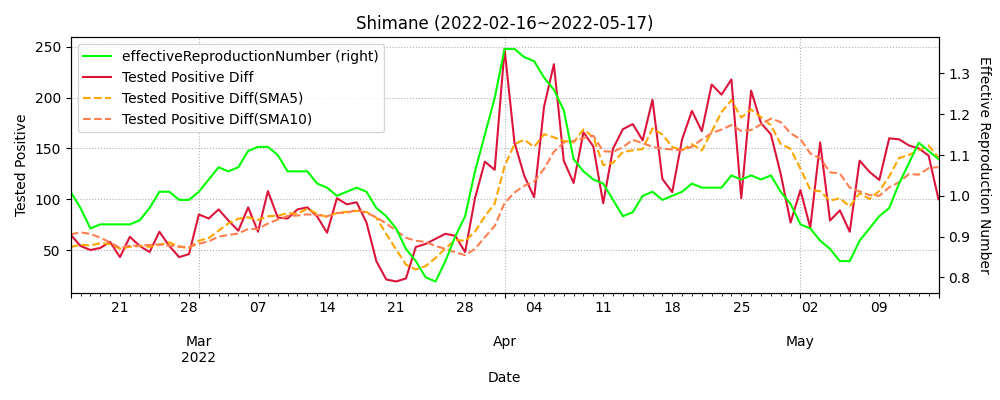 Shimane (2022-02-16~2022-05-17)
effectiveReproductionNumber (right)
Tested Positive Diff
Tested Positive Diff(SMA5)
Tested Positive Diff(SMA10)
Tested Positive
250
200
150
100
50
Effective Reproduction Number
1.3
1.2
1.1
1.0
0.9
0.8
21 28 07 14 21 28 04 11 18 25 02 09
Mar Apr May
2022
Date